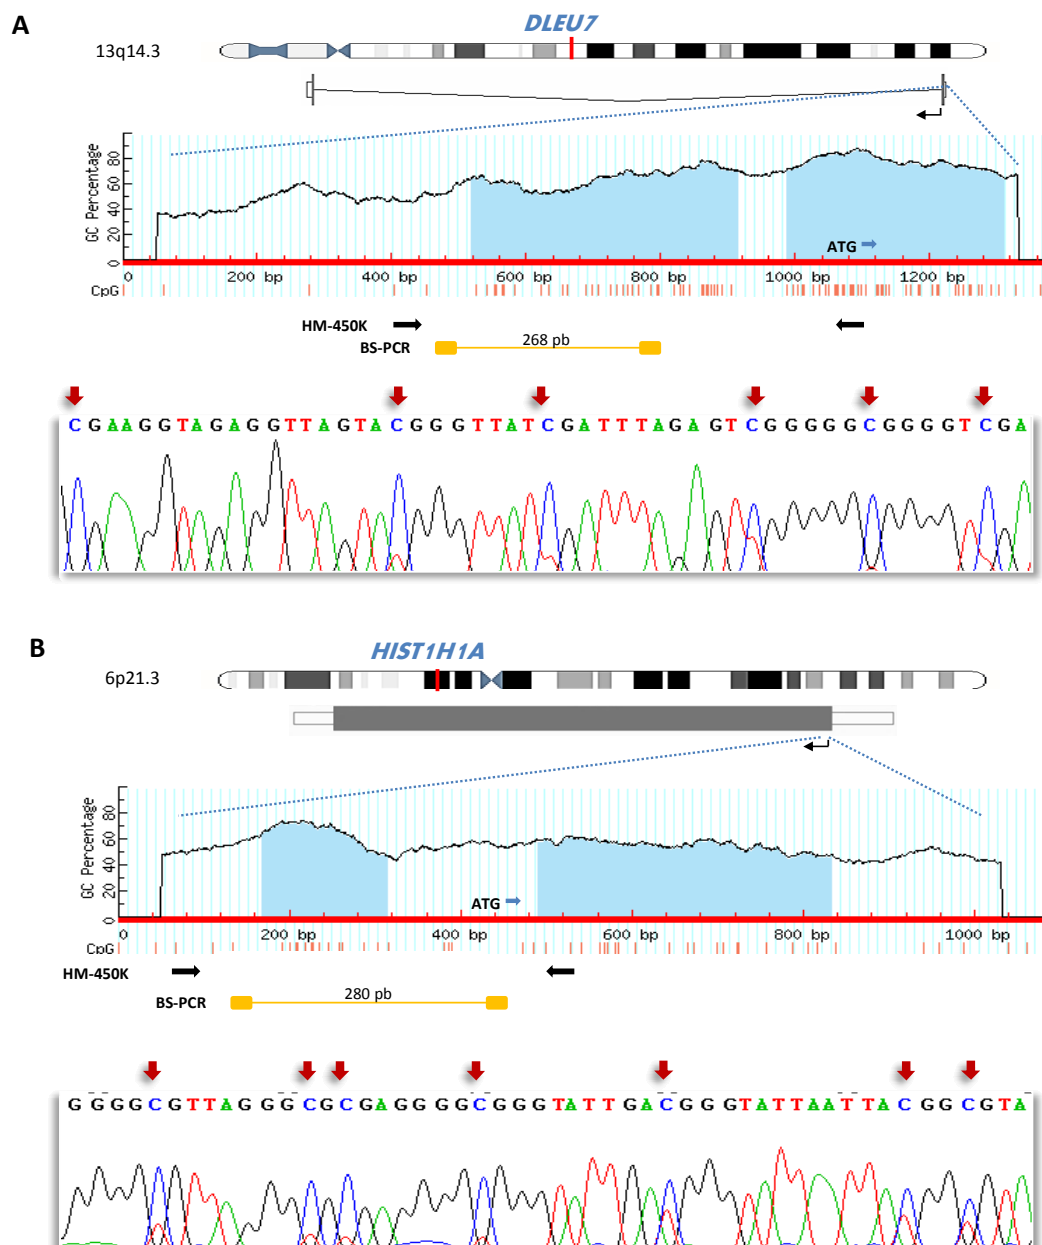 A
DLEU7
13q14.3
GC Percentage
80
60
40
20
0
ATG
0
200 bp
400 bp
600 bp
800 bp
1000 bp
1200 bp
CpG
HM-450K
BS-PCR
268 pb
CGAAGGTAGAGGTTAGTACGGGTTATCGATTTAGAGTCGGGGGCGGGGTCGA
B
HIST1H1A
6p21.3
GC Percentage
80
60
40
20
0
ATG
0
200 bp
400 bp
600 bp
800 bp
1000 bp
CpG
HM-450K
BS-PCR
280 pb
GGGGCGTTAGGGCGCGAGGGGCGGGTATTGACGGGTATTAATTACGGCGTA